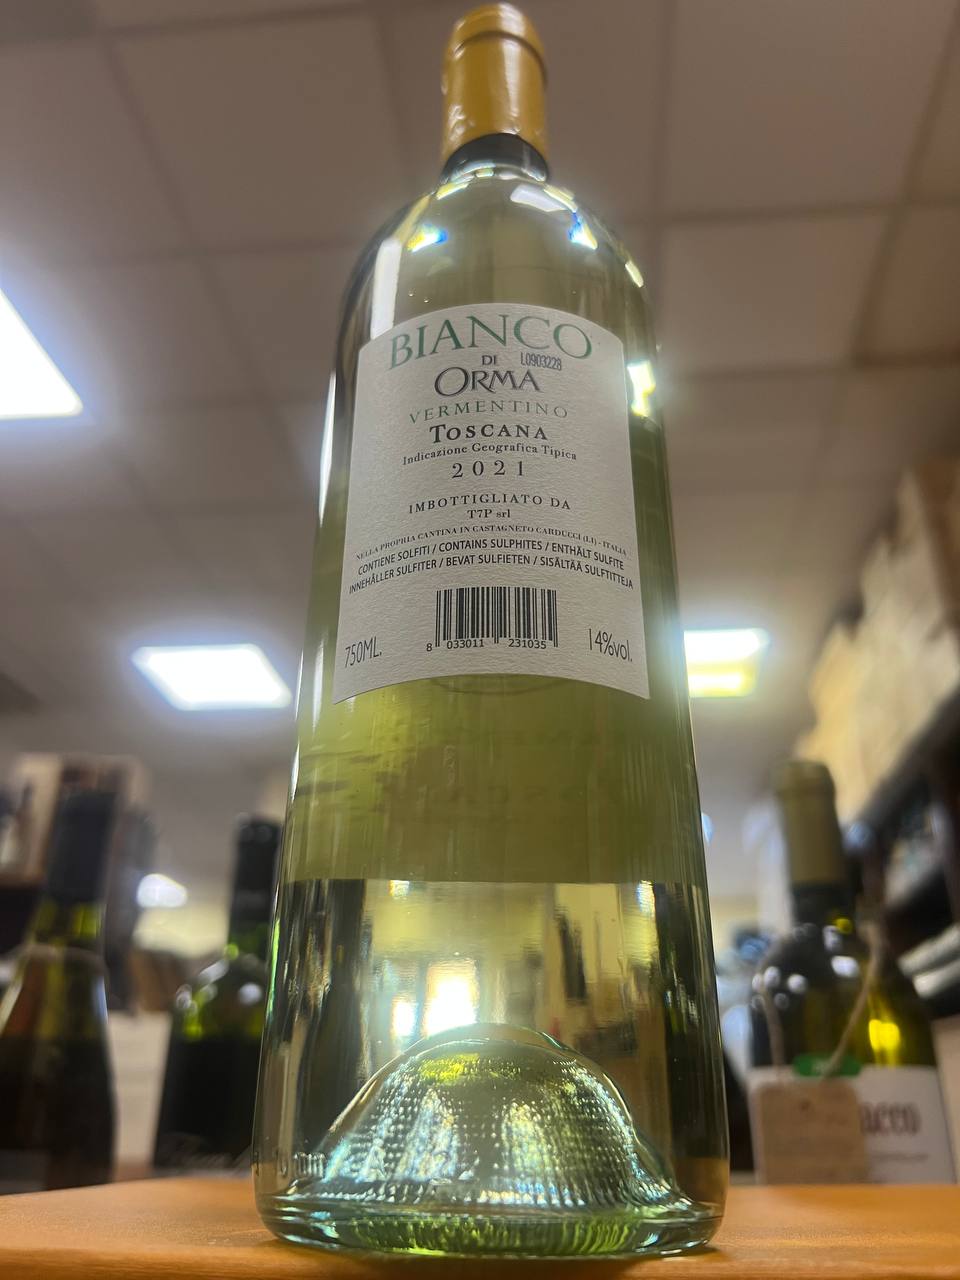 BIANCO
L0903228
DI
ORMA
VERMENTINO
TOSCANA
Indicazione Geografica Tipica
2021
IMBOTTIGLIATO DA
T7P srl
NELLA PROPRIA CANTINA IN CASTAGNETO CARDUCCI (LI) - ITALIA
CONTIENE SOLFITI / CONTAINS SULPHITES / ENTHÄLT SULFITE
INNEHÅLLER SULFITER / BEVAT SULFIETEN / SISÄLTÄÄ SULFTITTEJA
750ML.
8 033011 231035
14%vol.